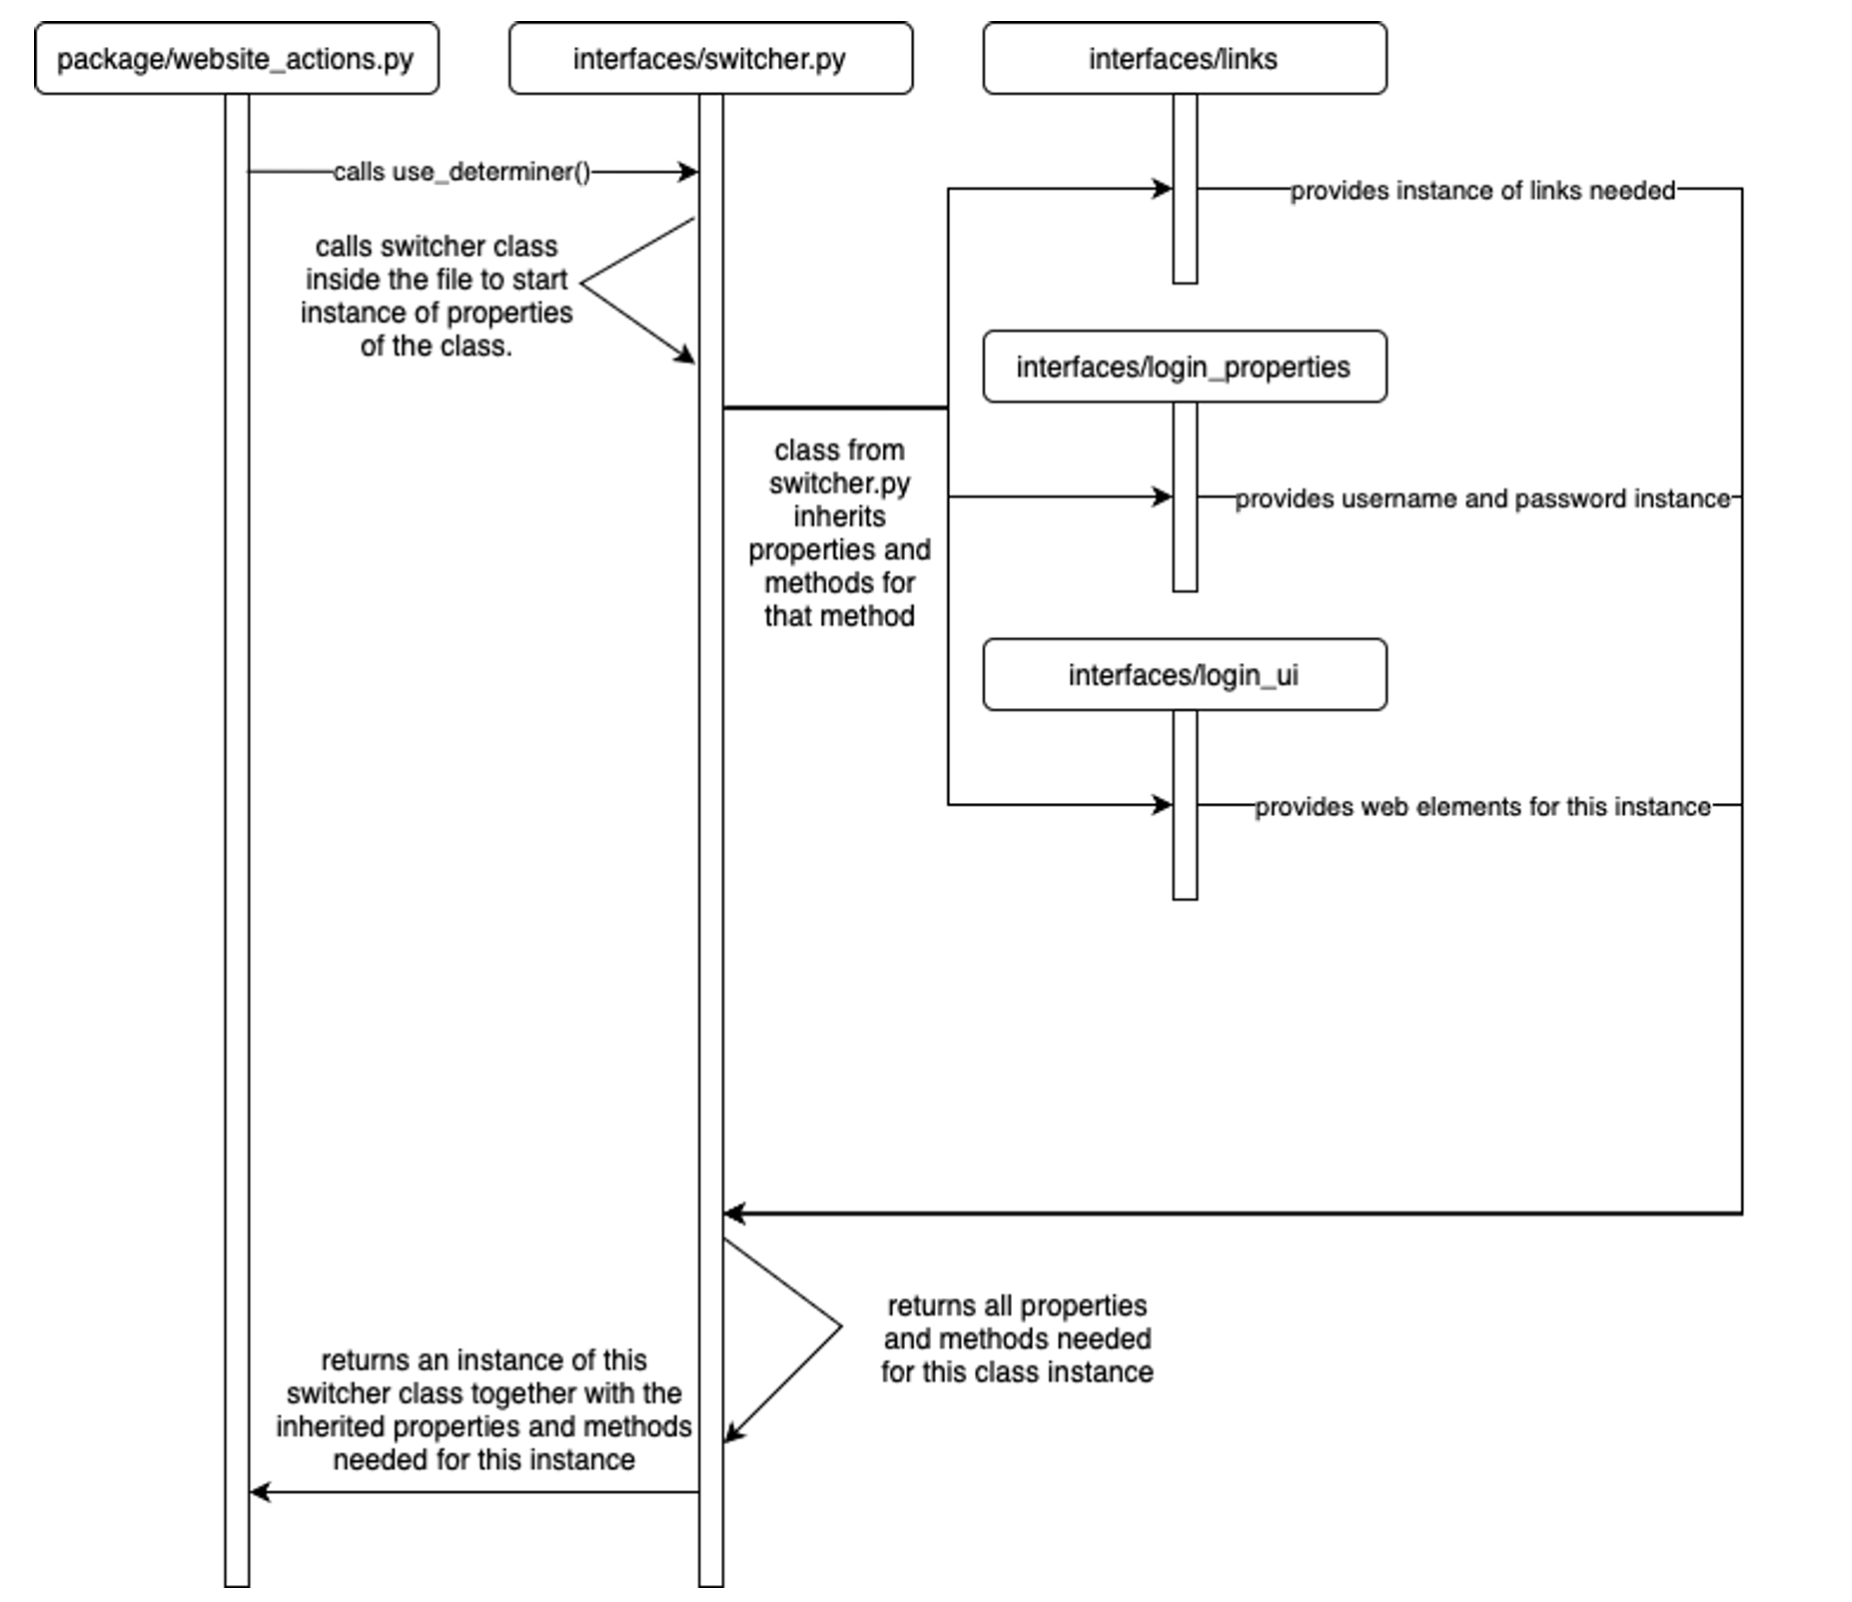 package/website_actions.py
interfaces/switcher.py
interfaces/links
calls use_determiner()
provides instance of links needed
calls switcher class
inside the file to start
instance of properties
of the class.
interfaces/login_properties
class from
switcher.py
inherits
properties and
methods for
that method
provides username and password instance
interfaces/login_ui
provides web elements for this instance
returns all properties
and methods needed
for this class instance
returns an instance of this
switcher class together with the
inherited properties and methods
needed for this instance